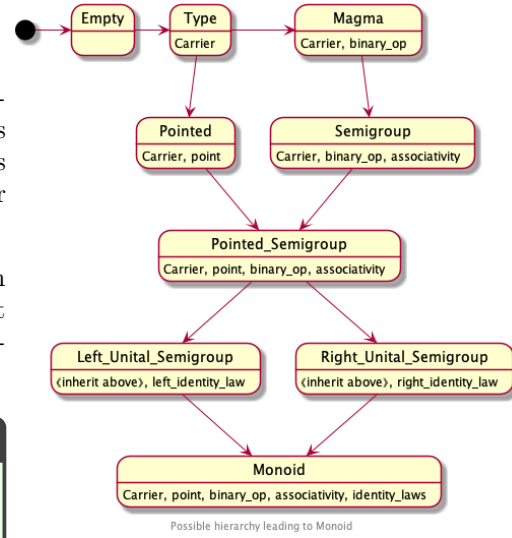 Empty
Type
Carrier
Magma
Carrier, binary_op
s
s
r
Pointed
Carrier, point
Semigroup
Carrier, binary_op, associativity
Pointed_Semigroup
Carrier, point, binary_op, associativity
t
Left_Unital_Semigroup
«inherit above», left_identity_law
Right_Unital_Semigroup
«inherit above», right_identity_law
Monoid
Carrier, point, binary_op, associativity, identity_laws
Possible hierarchy leading to Monoid